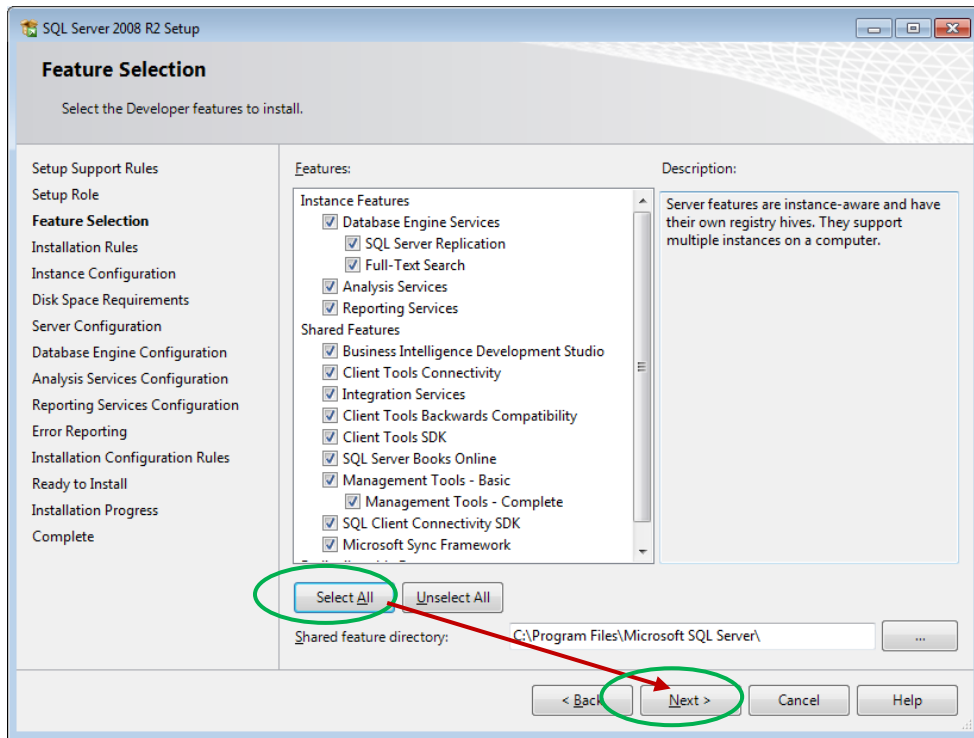 SQL Server 2008 R2 Setup
Feature Selection
Select the Developer features to install.
Setup Support Rules
Setup Role
Feature Selection
Installation Rules
Instance Configuration
Disk Space Requirements
Server Configuration
Database Engine Configuration
Analysis Services Configuration
Reporting Services Configuration
Error Reporting
Installation Configuration Rules
Ready to Install
Installation Progress
Complete
Features:
Instance Features
Database Engine Services
SQL Server Replication
Full-Text Search
Analysis Services
Reporting Services
Shared Features
Business Intelligence Development Studio
Client Tools Connectivity
Integration Services
Client Tools Backwards Compatibility
Client Tools SDK
SQL Server Books Online
Management Tools - Basic
Management Tools - Complete
SQL Client Connectivity SDK
Microsoft Sync Framework
Description:
Server features are instance-aware and have
their own registry hives. They support
multiple instances on a computer.
Select All
Unselect All
Shared feature directory:
C:\Program Files\Microsoft SQL Server\
...
< Back
Next >
Cancel
Help